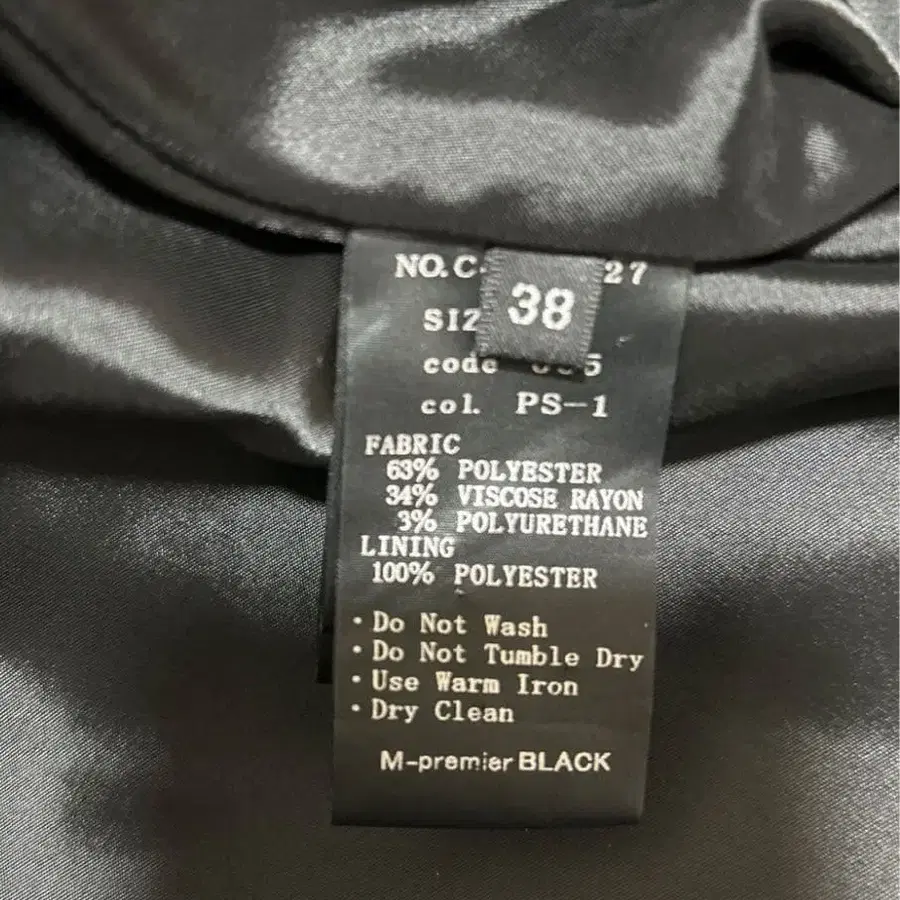 NO. C- 27
38
SIZ
code 5
col. PS-1
FABRIC
63% POLYESTER
34% VISCOSE RAYON
3% POLYURETHANE
LINING
100% POLYESTER
・Do Not Wash
・Do Not Tumble Dry
・Use Warm Iron
・Dry Clean
M-premier BLACK